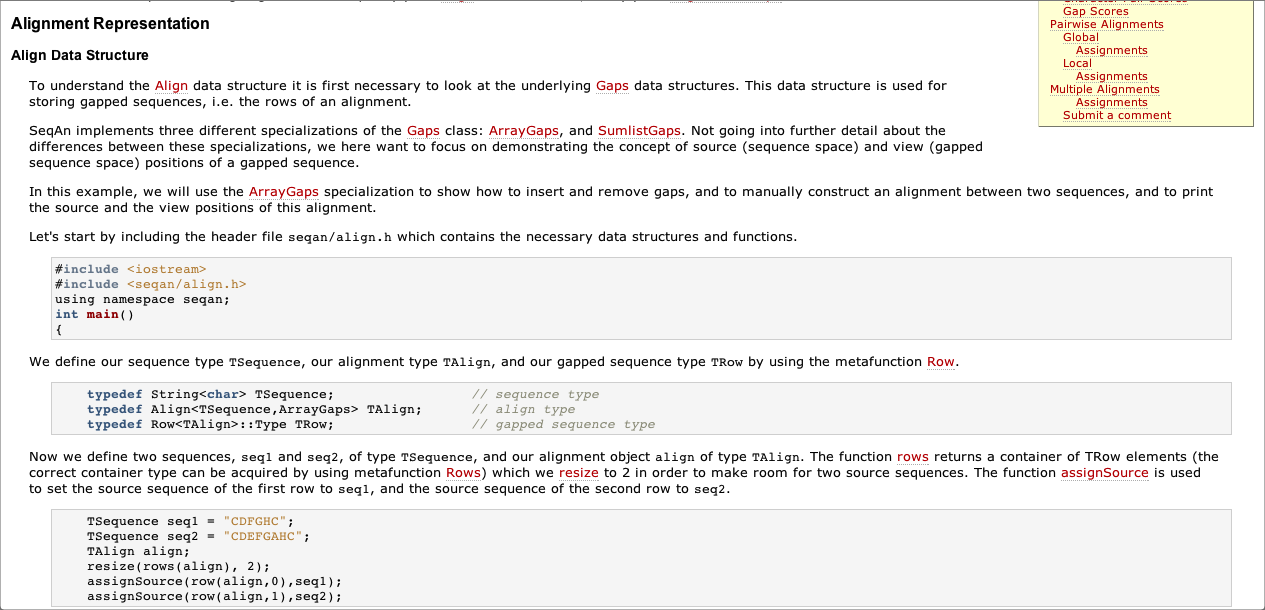 Alignment Representation
Align Data Structure
To understand the Align data structure it is first necessary to look at the underlying Gaps data structures. This data structure is used for
storing gapped sequences, i.e. the rows of an alignment.
SeqAn implements three different specializations of the Gaps class: ArrayGaps, and SumlistGaps. Not going into further detail about the
differences between these specializations, we here want to focus on demonstrating the concept of source (sequence space) and view (gapped
sequence space) positions of a gapped sequence.
In this example, we will use the ArrayGaps specialization to show how to insert and remove gaps, and to manually construct an alignment between two sequences, and to print
the source and the view positions of this alignment.
Let's start by including the header file seqan/align.h which contains the necessary data structures and functions.
#include <iostream>
#include <seqan/align.h>
using namespace seqan;
int main()
{
We define our sequence type TSequence, our alignment type TAlign, and our gapped sequence type TRow by using the metafunction Row.
typedef String<char> TSequence; // sequence type
typedef Align<TSequence,ArrayGaps> TAlign; // align type
typedef Row<TAlign>::Type TRow; // gapped sequence type
Now we define two sequences, seq1 and seq2, of type TSequence, and our alignment object align of type TAlign. The function rows returns a container of TRow elements (the
correct container type can be acquired by using metafunction Rows) which we resize to 2 in order to make room for two source sequences. The function assignSource is used
to set the source sequence of the first row to seq1, and the source sequence of the second row to seq2.
TSequence seq1 = "CDFGHC";
TSequence seq2 = "CDEFGAHC";
TAlign align;
resize(rows(align), 2);
assignSource(row(align,0),seq1);
assignSource(row(align,1),seq2);
Gap Scores
Pairwise Alignments
Global
Assignments
Local
Assignments
Multiple Alignments
Assignments
Submit a comment